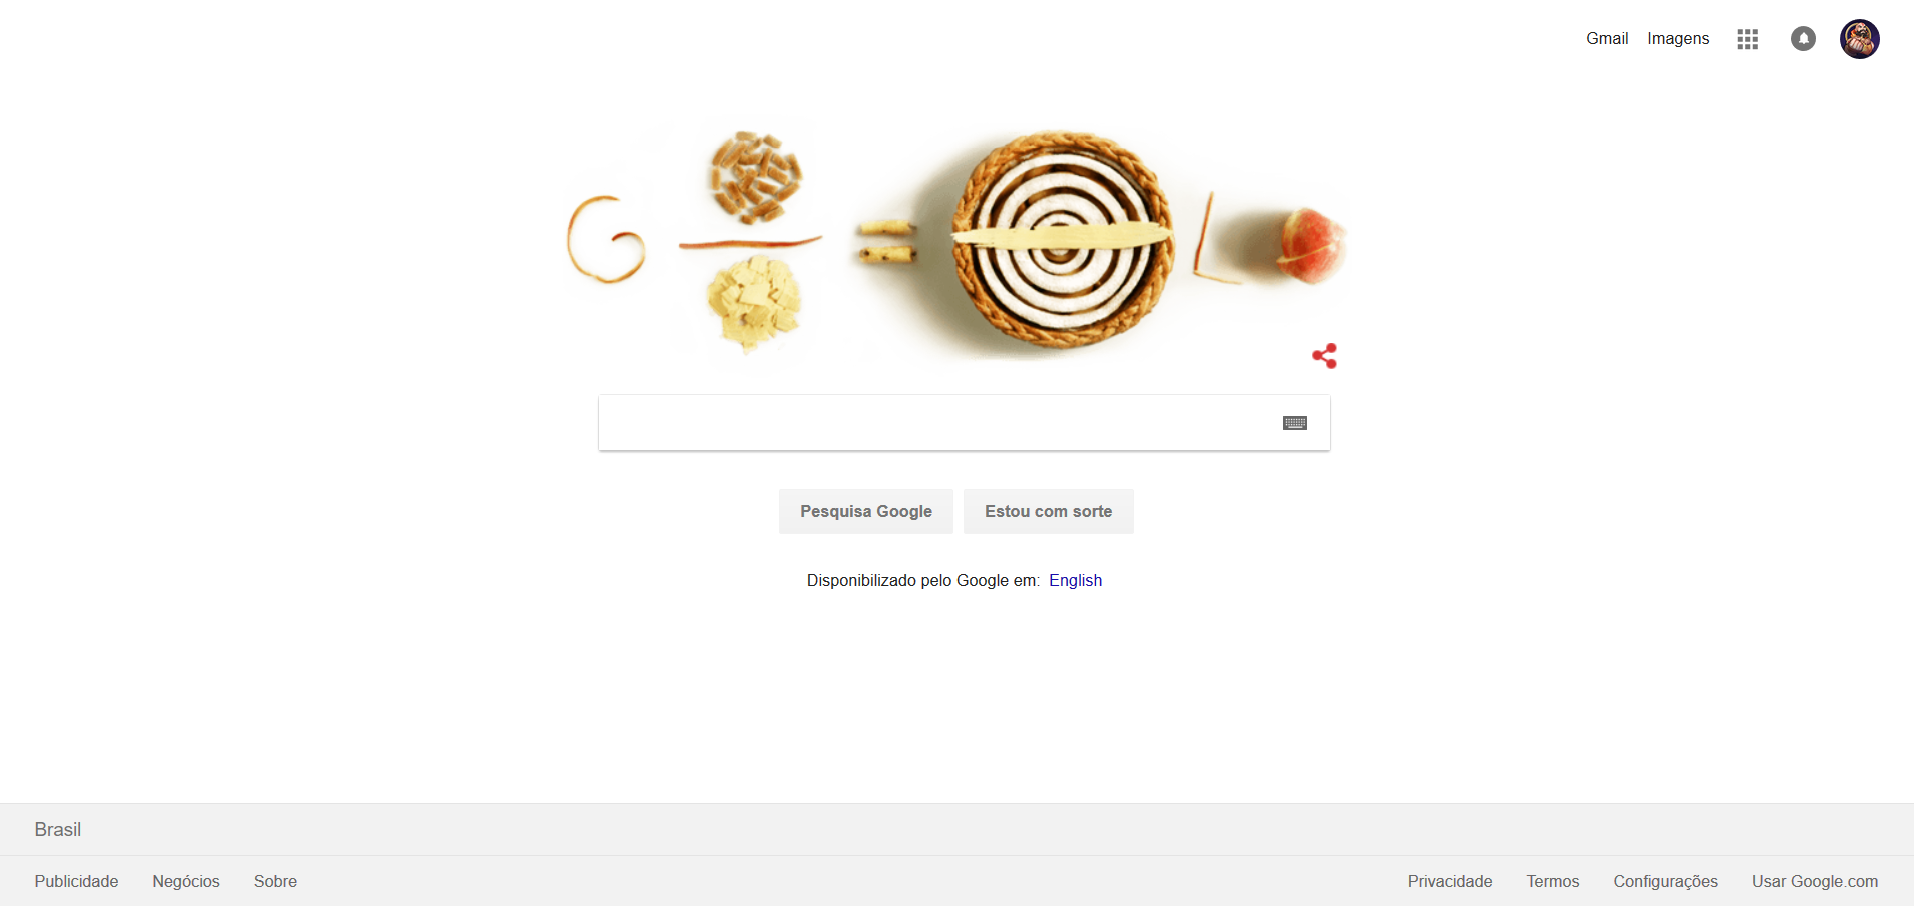 Gmail Imagens
Pesquisa Google Estou com sorte
Disponibilizado pelo Google em: English
Brasil
Publicidade Negócios Sobre Privacidade Termos Configurações Usar Google.com